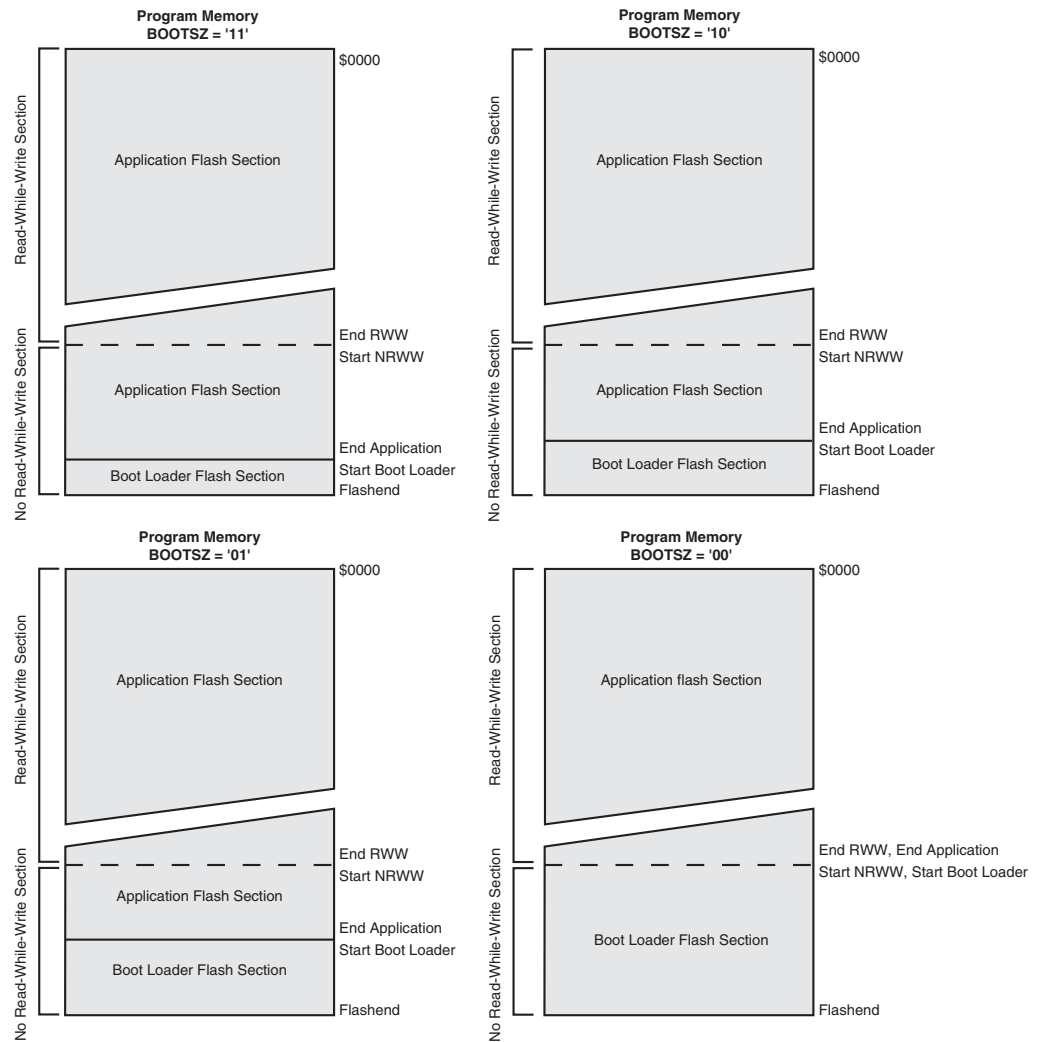 Program Memory
BOOTSZ = '11'
$0000
Read-While-Write Section
Application Flash Section
End RWW
Start NRWW
No Read-While-Write Section
Application Flash Section
End Application
Start Boot Loader
Boot Loader Flash Section
Flashend
Program Memory
BOOTSZ = '10'
$0000
Read-While-Write Section
Application Flash Section
End RWW
Start NRWW
No Read-While-Write Section
Application Flash Section
End Application
Start Boot Loader
Boot Loader Flash Section
Flashend
Program Memory
BOOTSZ = '01'
$0000
Read-While-Write Section
Application Flash Section
End RWW
Start NRWW
No Read-While-Write Section
Application Flash Section
End Application
Start Boot Loader
Boot Loader Flash Section
Flashend
Program Memory
BOOTSZ = '00'
$0000
Read-While-Write Section
Application flash Section
End RWW, End Application
Start NRWW, Start Boot Loader
No Read-While-Write Section
Boot Loader Flash Section
Flashend